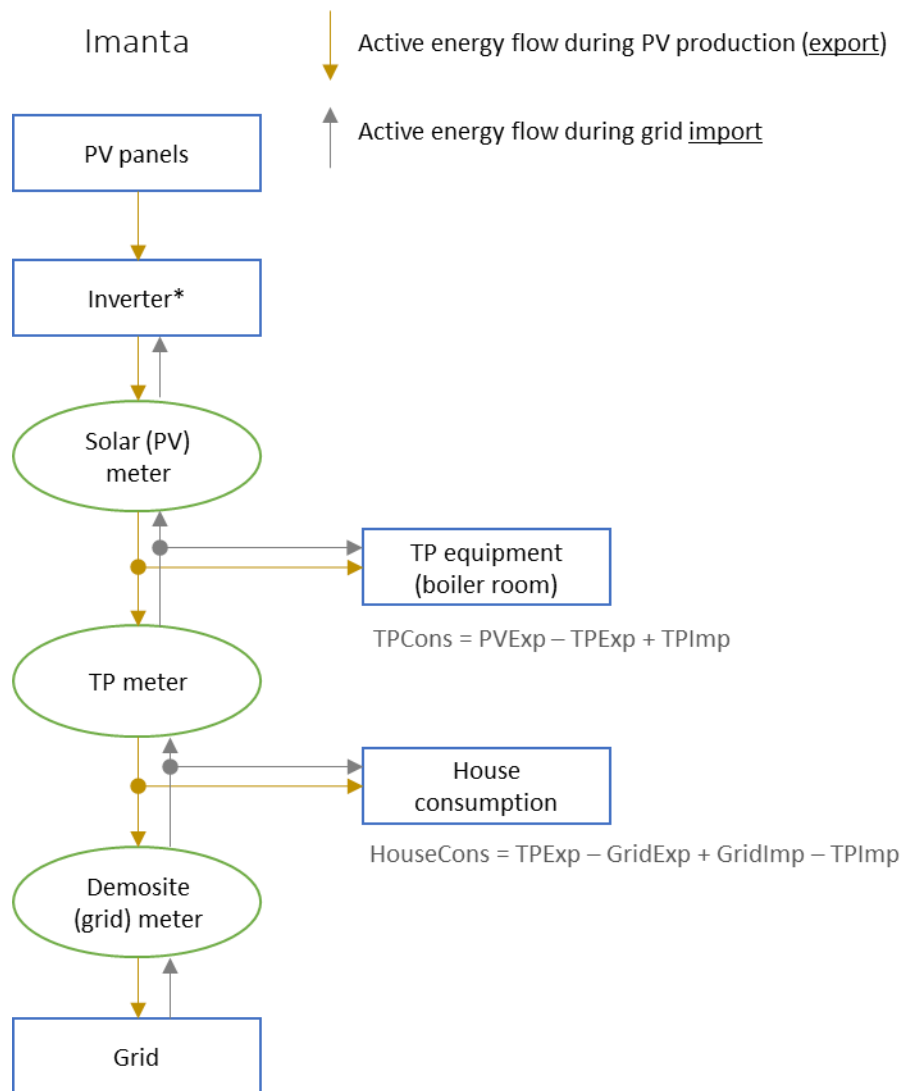 Imanta
Active energy flow during PV production (export)
Active energy flow during grid import
PV panels
Inverter*
Solar (PV)
meter
TP equipment
(boiler room)
TPCons = PVExp – TPExp + TPImp
TP meter
House
consumption
HouseCons = TPExp – GridExp + GridImp – TPImp
Demosite
(grid) meter
Grid